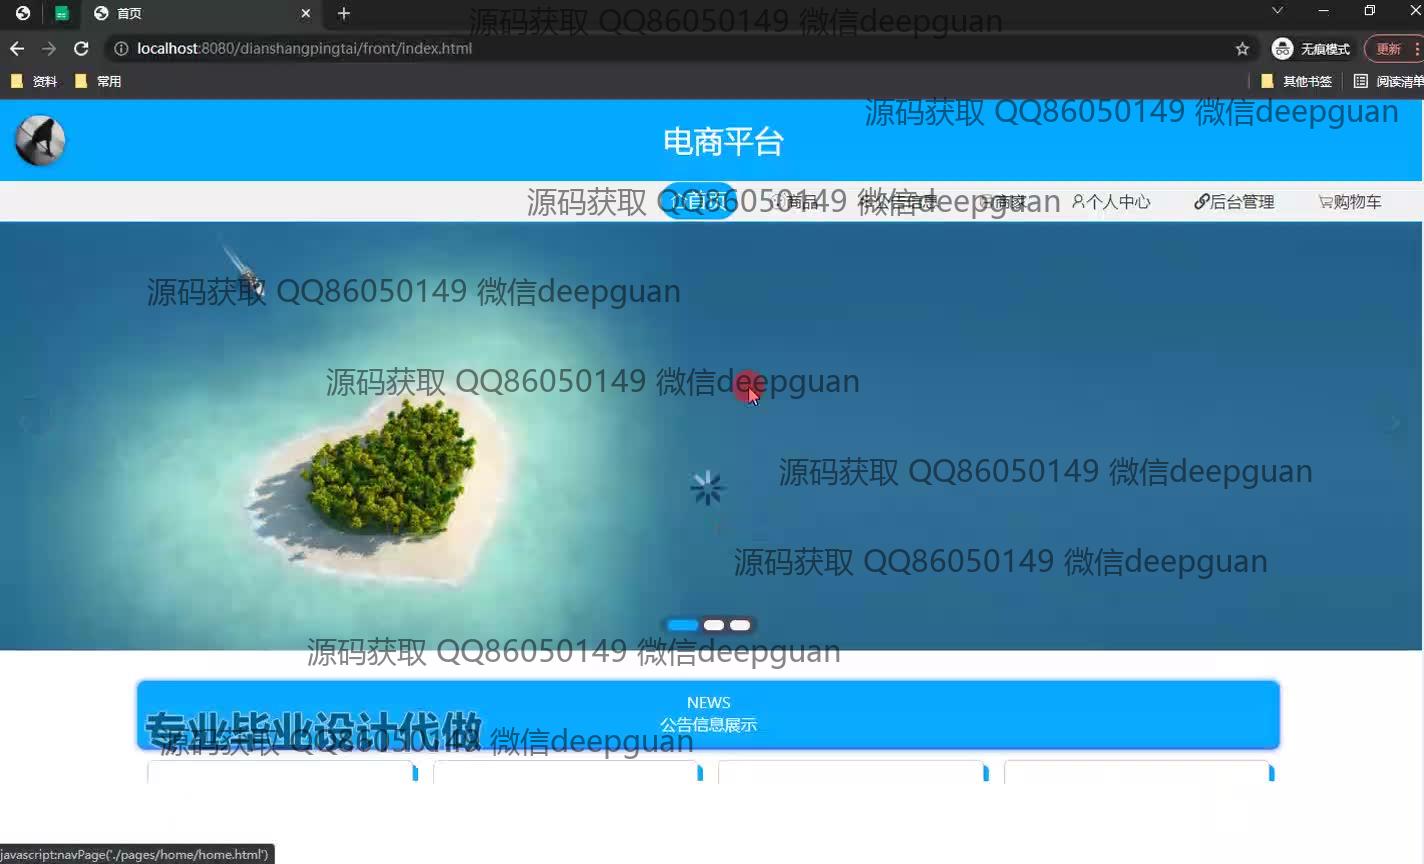 首页
源码获取 QQ86050149 微信deepguan
localhost:8080/dianshangpingtai/front/index.html
无痕模式
更新
资料
常用
其他书签
阅读清单
源码获取 QQ86050149 微信deepguan
电商平台
源码获取 QQ86050149 微信deepguan
首页
商品
公告信息
商家
个人中心
后台管理
购物车
源码获取 QQ86050149 微信deepguan
源码获取 QQ86050149 微信deepguan
源码获取 QQ86050149 微信deepguan
源码获取 QQ86050149 微信deepguan
源码获取 QQ86050149 微信deepguan
NEWS
公告信息展示
专业毕业设计代做
源码获取 QQ86050149 微信deepguan
javascript:navPage('./pages/home/home.html')